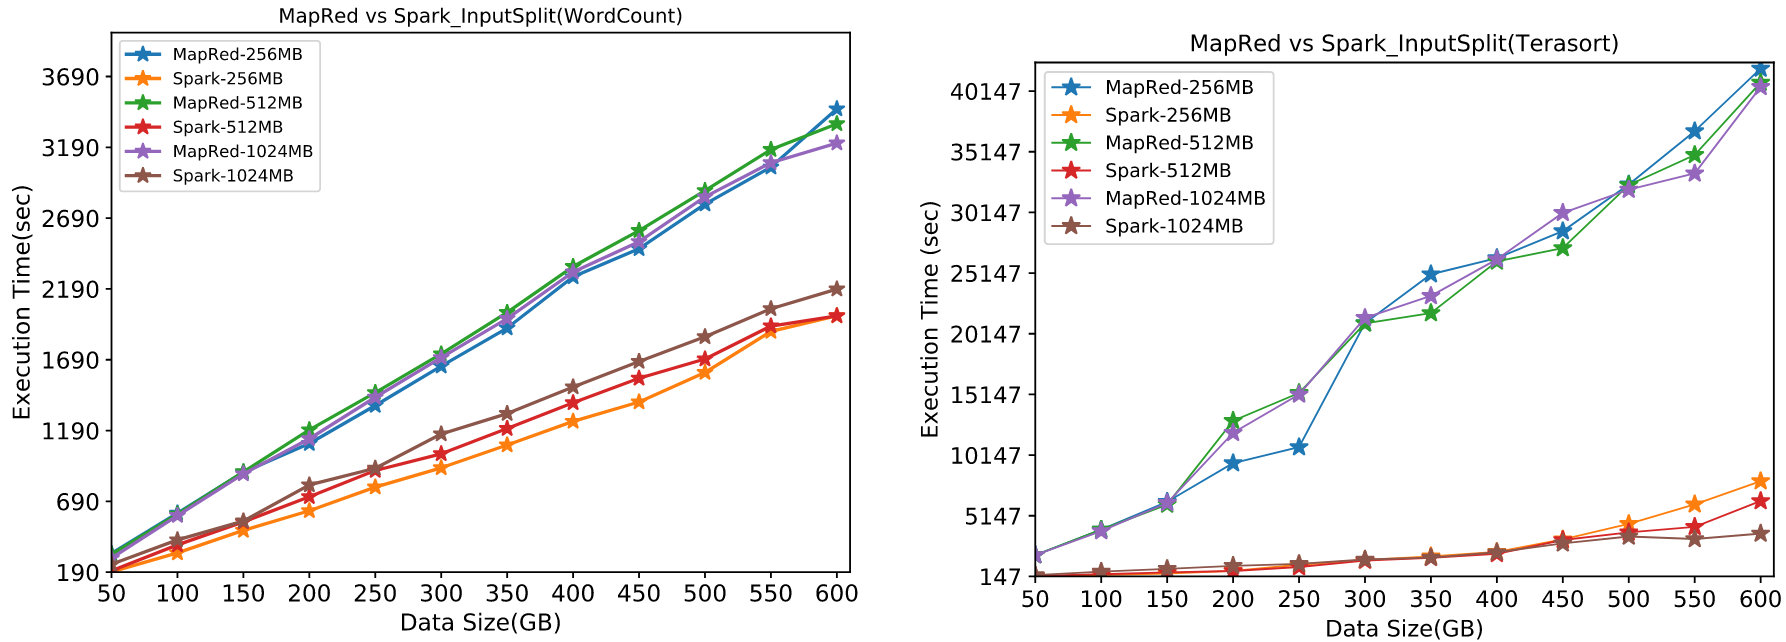 MapRed vs Spark_InputSplit(WordCount)
MapRed-256MB
Spark-256MB
MapRed-512MB
Spark-512MB
MapRed-1024MB
Spark-1024MB
Execution Time(sec)
3690
3190
2690
2190
1690
1190
690
190
50 100 150 200 250 300 350 400 450 500 550 600
Data Size(GB)
MapRed vs Spark_InputSplit(Terasort)
MapRed-256MB
Spark-256MB
MapRed-512MB
Spark-512MB
MapRed-1024MB
Spark-1024MB
Execution Time (sec)
40147
35147
30147
25147
20147
15147
10147
5147
147
50 100 150 200 250 300 350 400 450 500 550 600
Data Size(GB)